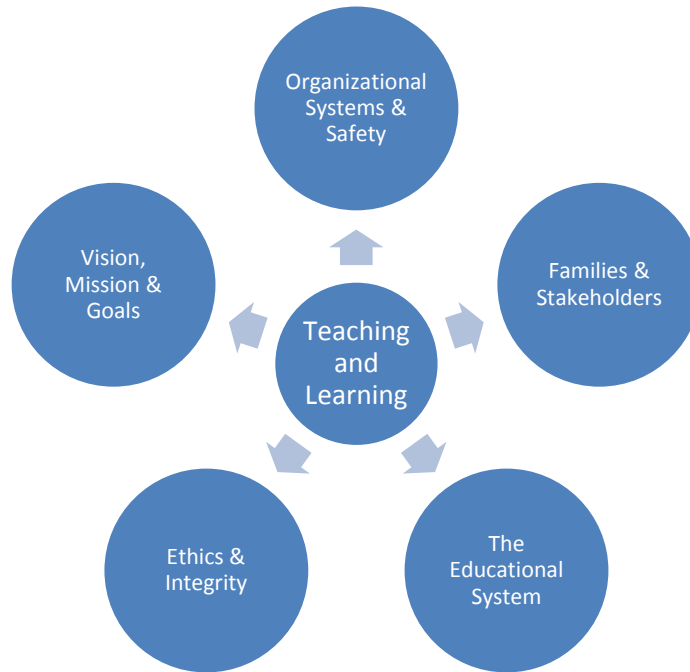 Organizational
Systems &
Safety
Vision,
Mission &
Goals
Families &
Stakeholders
Teaching
and
Learning
Ethics &
Integrity
The
Educational
System